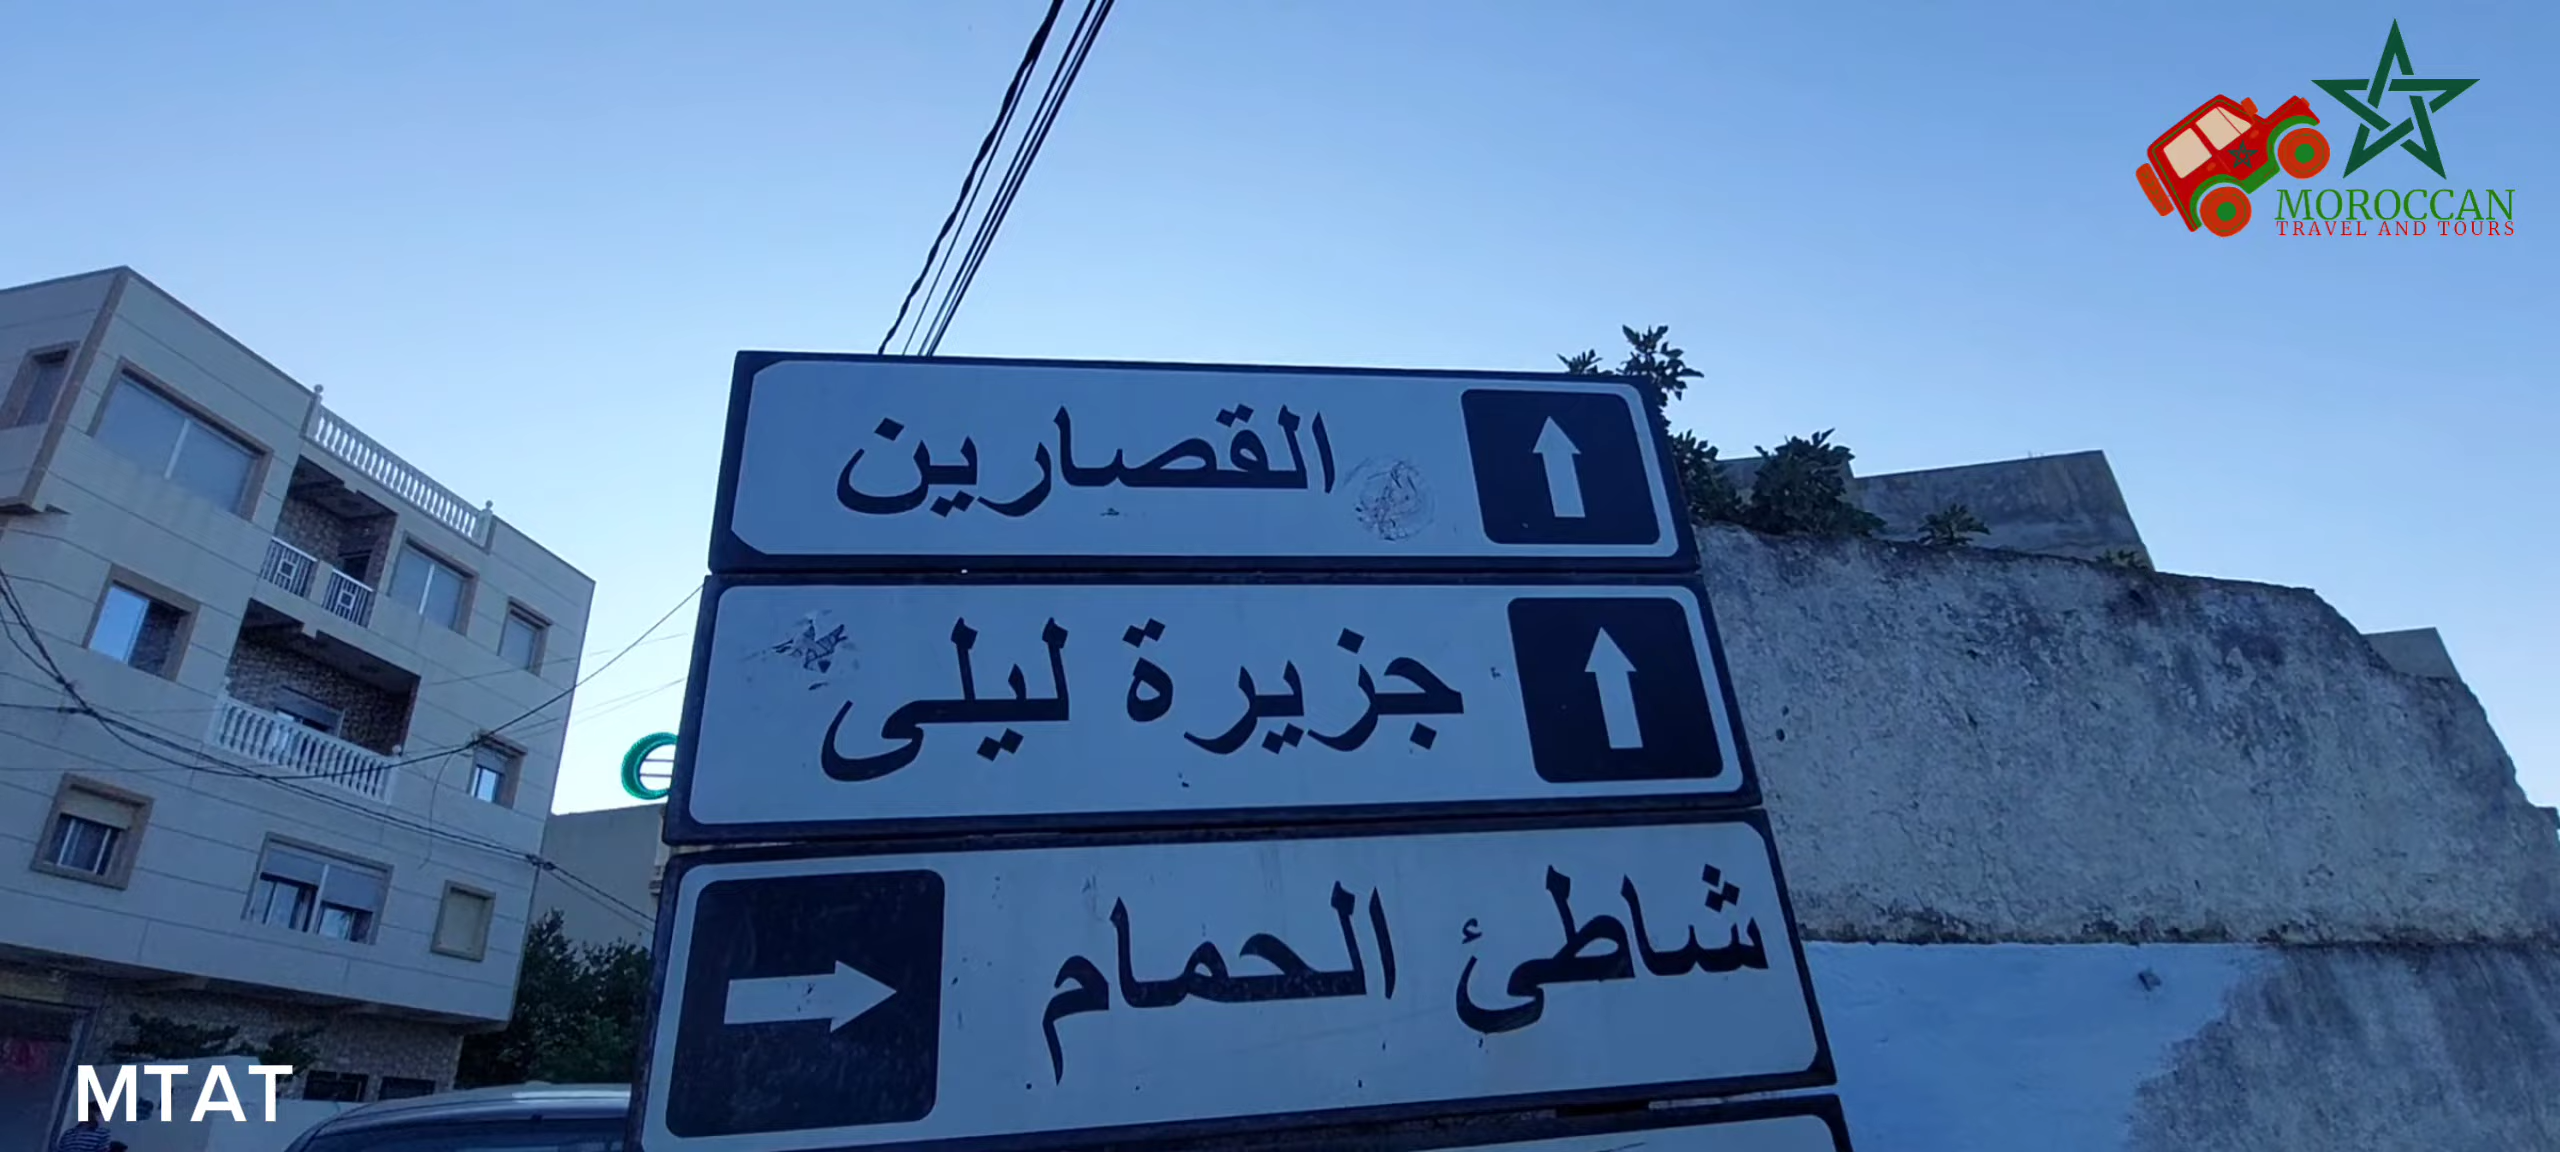 MOROCCAN
TRAVEL AND TOURS
القصارين
جزيرة ليلى
شاطئ الحمام
MTAT